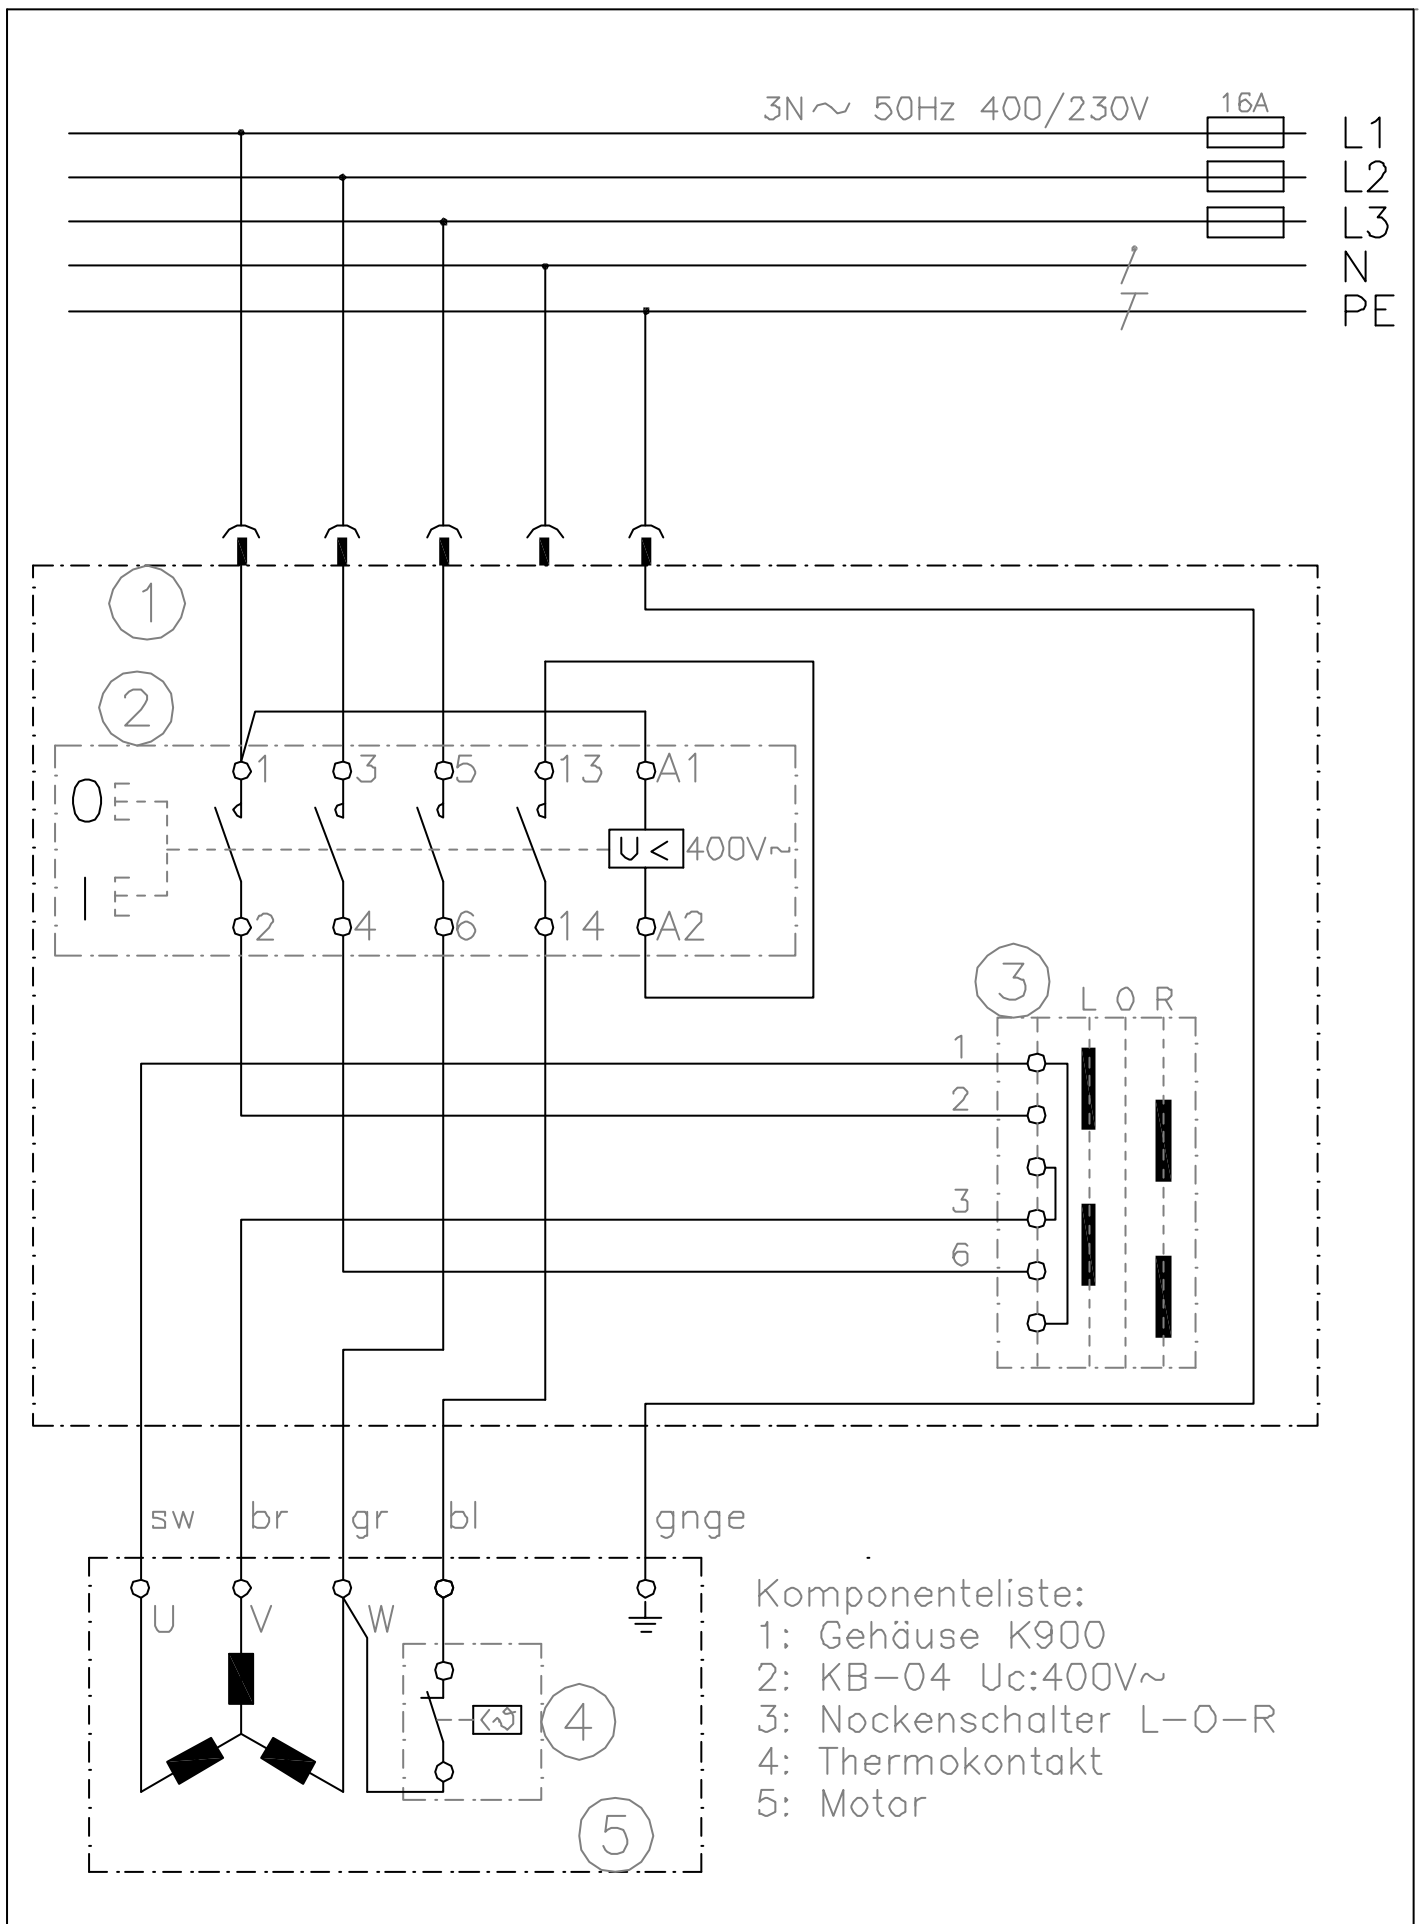 3N~ 50Hz 400/230V 16A L1
L2
L3
N
PE
1
2
1 3 5 13 A1
0
U< 400V~
I
2 4 6 14 A2
3 L 0 R
1
2
3
6
sw br gr bl gnge
U V W
4
5
Komponenteliste:
1: Gehäuse K900
2: KB-04 Uc:400V~
3: Nockenschalter L-0-R
4: Thermokontakt
5: Motor